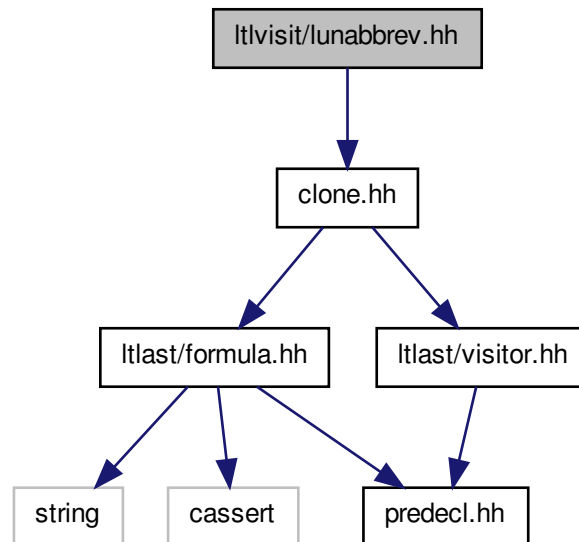 ltlvisit/lunabbrev.hh
clone.hh
ltlast/formula.hh
ltlast/visitor.hh
string
cassert
predecl.hh